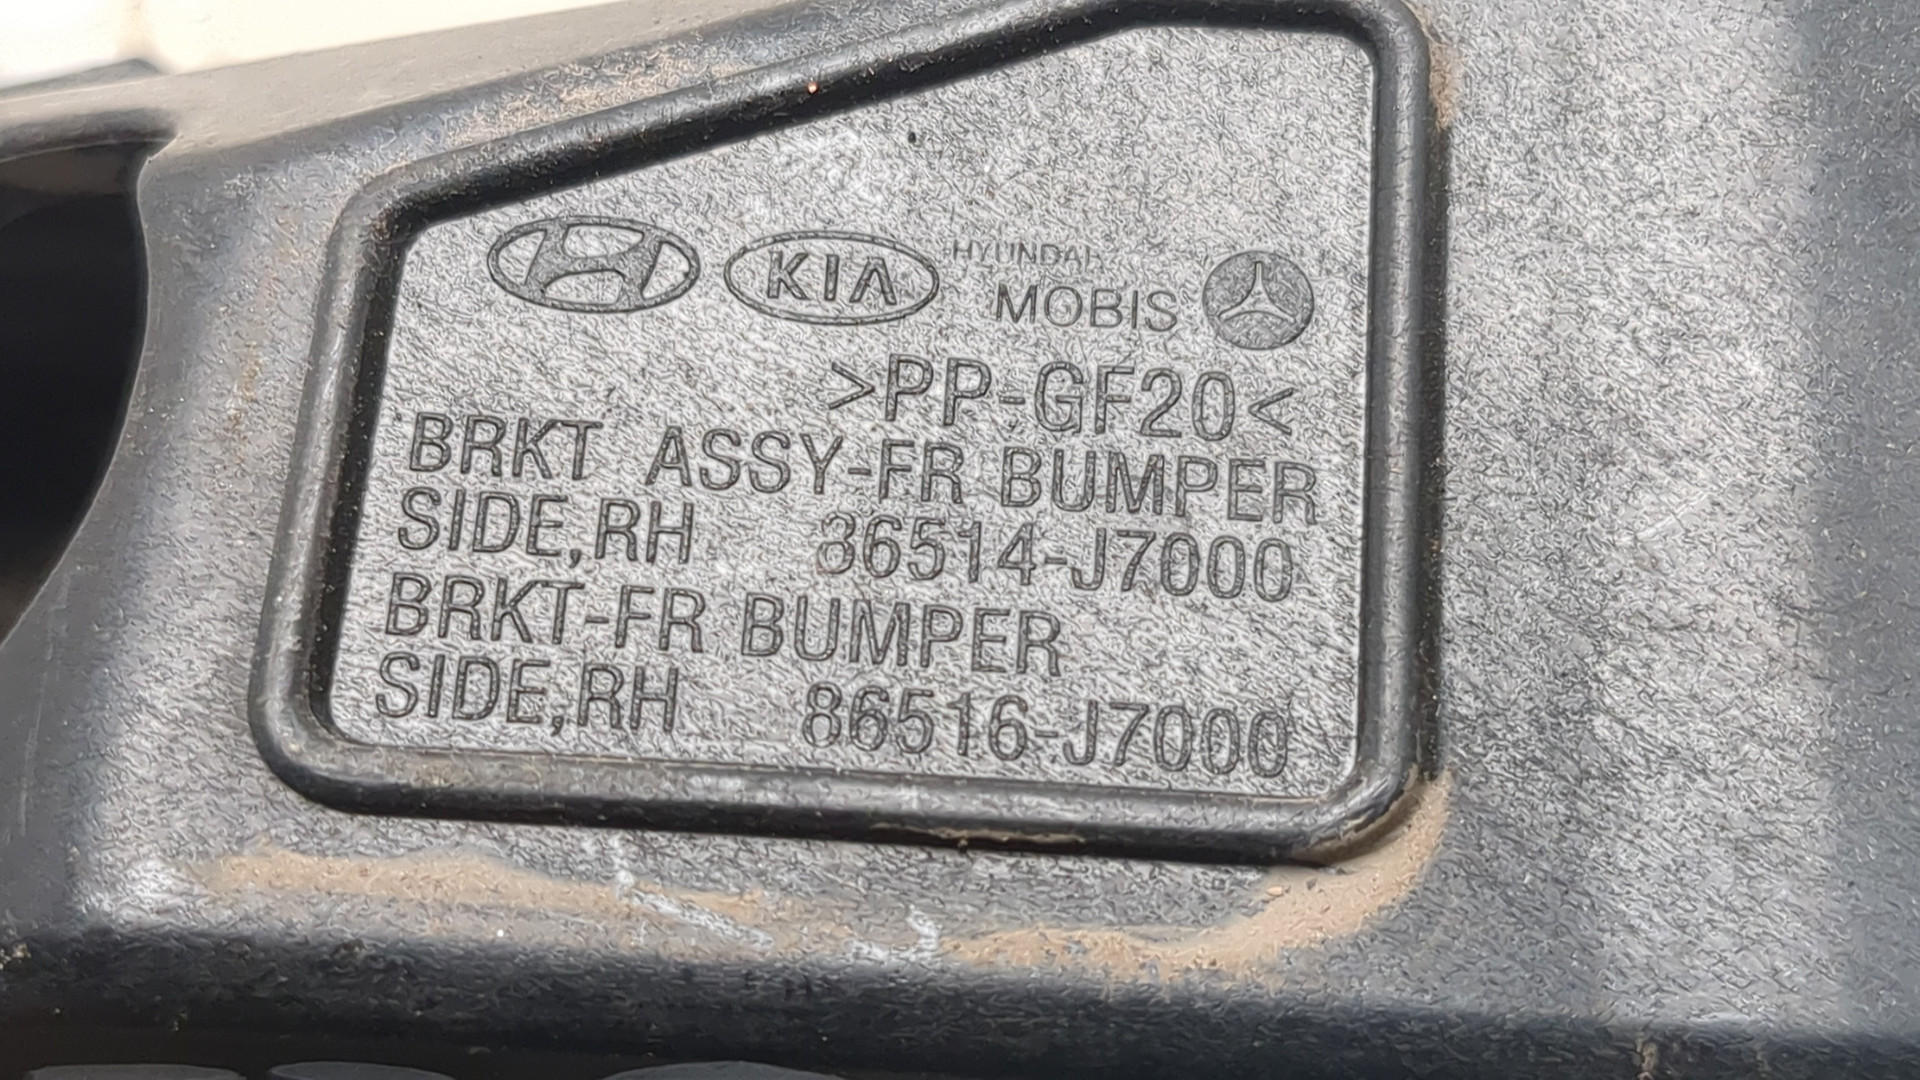 KIA HYUNDAI
MOBIS
>PP-GF20<
BRKT ASSY-FR BUMPER
SIDE,RH 86514-J7000
BRKT-FR BUMPER
SIDE,RH 86516-J7000